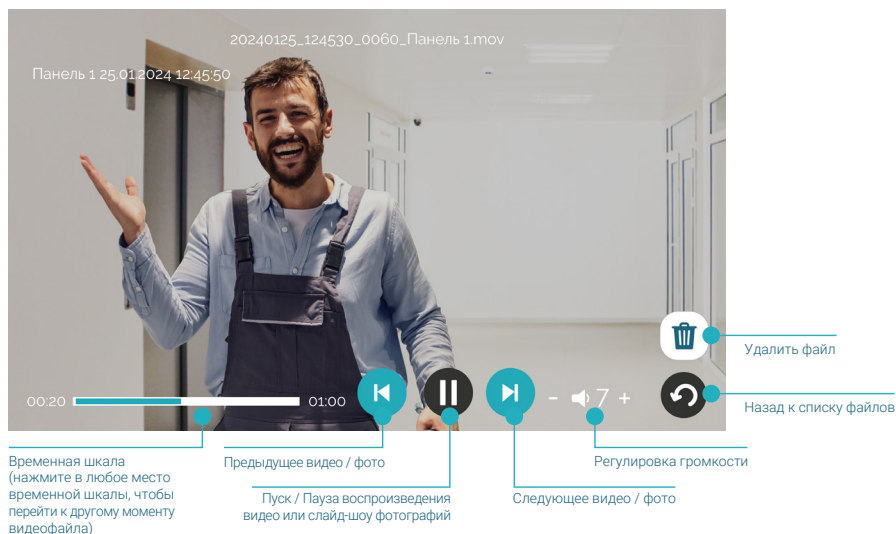 20240125_124530_0060_Панель 1.mov
Панель 1 25.01.2024 12:45:50
Удалить файл
00:20
01:00
- 7 +
Назад к списку файлов
Временная шкала
(нажмите в любое место
временной шкалы, чтобы
перейти к другому моменту
видеофайла)
Предыдущее видео / фото
Регулировка громкости
Пуск / Пауза воспроизведения
видео или слайд-шоу фотографий
Следующее видео / фото